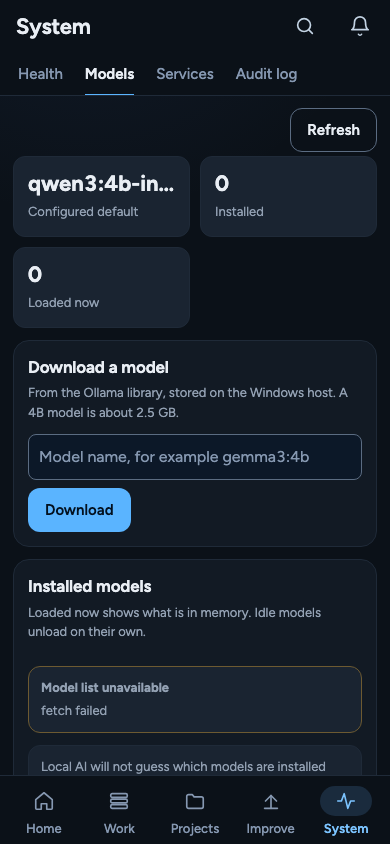 System
Health Models Services Audit log
Refresh
qwen3:4b-in...
Configured default
0
Installed
0
Loaded now
Download a model
From the Ollama library, stored on the Windows host. A
4B model is about 2.5 GB.
Model name, for example gemma3:4b
Download
Installed models
Loaded now shows what is in memory. Idle models
unload on their own.
Model list unavailable
fetch failed
Local AI will not guess which models are installed
Home Work Projects Improve System